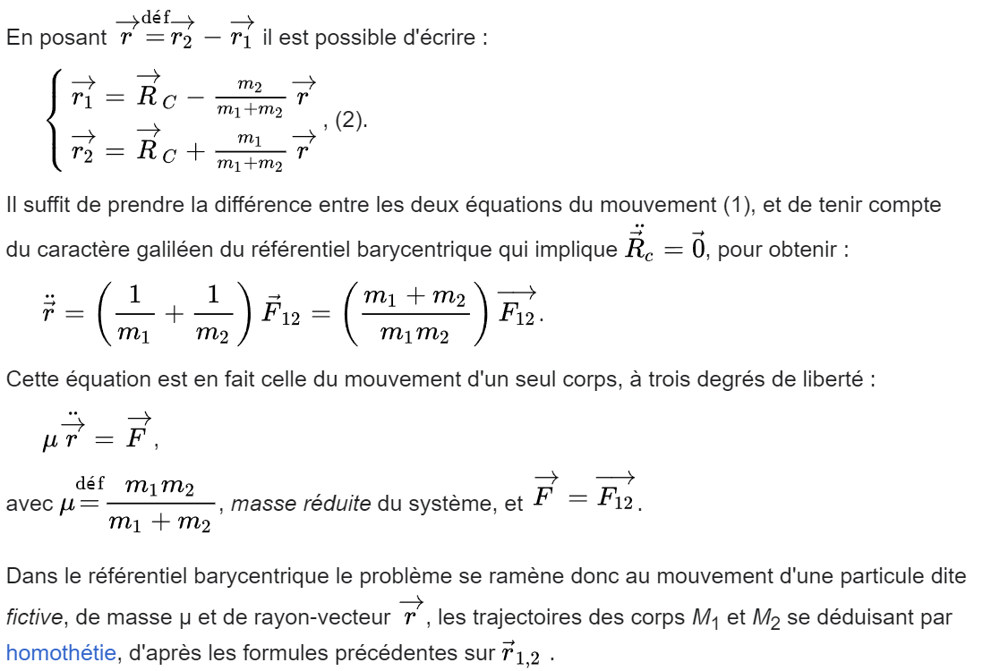 En posant $\overrightarrow{r} \overset{\text{déf}}{=} \overrightarrow{r_2} - \overrightarrow{r_1}$ il est possible d'écrire :
$\begin{cases} \overrightarrow{r_1} = \overrightarrow{R}_C - \frac{m_2}{m_1+m_2} \overrightarrow{r} \\ \overrightarrow{r_2} = \overrightarrow{R}_C + \frac{m_1}{m_1+m_2} \overrightarrow{r} \end{cases}$, (2).
Il suffit de prendre la différence entre les deux équations du mouvement (1), et de tenir compte
du caractère galiléen du référentiel barycentrique qui implique $\ddot{\vec{R}}_c = \vec{0}$, pour obtenir :
$\ddot{\vec{r}} = \left( \frac{1}{m_1} + \frac{1}{m_2} \right) \vec{F}_{12} = \left( \frac{m_1 + m_2}{m_1 m_2} \right) \overrightarrow{F_{12}}$.
Cette équation est en fait celle du mouvement d'un seul corps, à trois degrés de liberté :
$\mu \ddot{\overrightarrow{r}} = \overrightarrow{F}$,
avec $\mu \overset{\text{déf}}{=} \frac{m_1 m_2}{m_1 + m_2}$, masse réduite du système, et $\overrightarrow{F} = \overrightarrow{F_{12}}$.
Dans le référentiel barycentrique le problème se ramène donc au mouvement d'une particule dite
fictive, de masse μ et de rayon-vecteur $\overrightarrow{r}$, les trajectoires des corps $M_1$ et $M_2$ se déduisant par
homothétie, d'après les formules précédentes sur $\vec{r}_{1,2}$ .